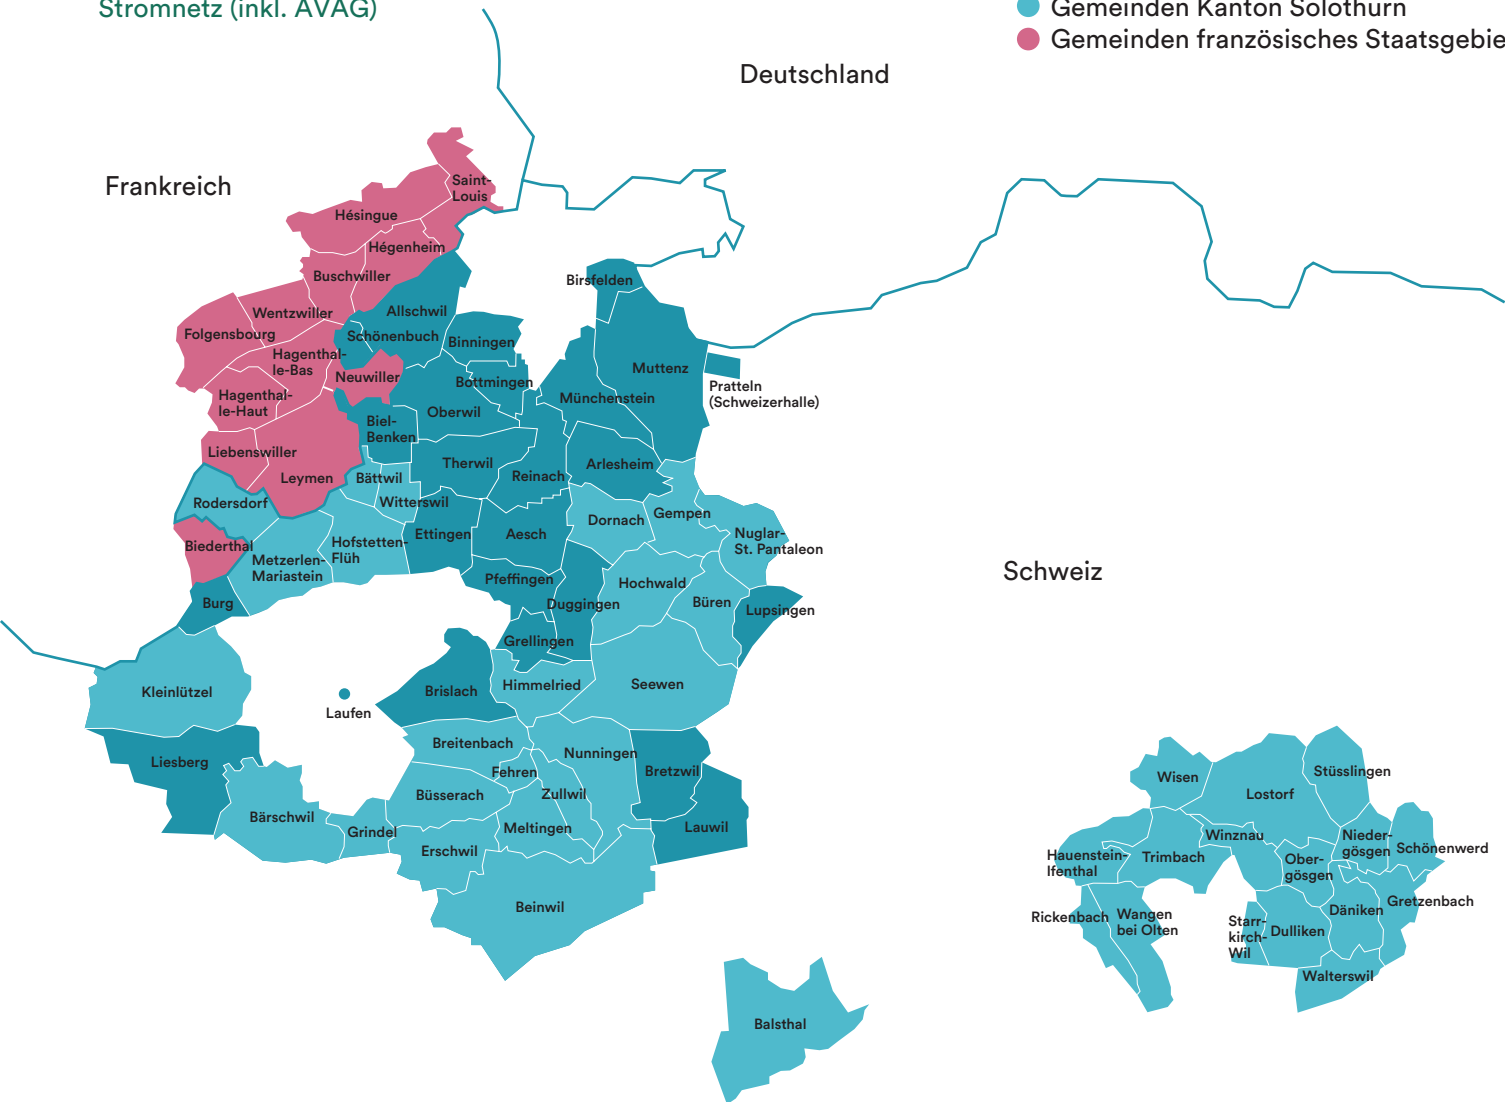 Stromnetz (inkl. AVAG)
Gemeinden Kanton Solothurn
Gemeinden französisches Staatsgebie
Deutschland
Frankreich
Schweiz
Saint-
Louis
Hésingue
Hégenheim
Buschwiller
Wentzwiller
Folgensbourg
Hagenthal-
le-Bas
Hagenthal-
le-Haut
Neuwiller
Liebenswiller
Leymen
Biederthal
Allschwil
Schönenbuch
Binningen
Bottmingen
Oberwil
Biel-
Benken
Therwil
Reinach
Birsfelden
Muttenz
Münchenstein
Pratteln
(Schweizerhalle)
Arlesheim
Rodersdorf
Bättwil
Witterswil
Ettingen
Aesch
Dornach
Gempen
Nuglar-
St. Pantaleon
Hofstetten-
Flüh
Metzerlen-
Mariastein
Burg
Pfeffingen
Duggingen
Hochwald
Büren
Lupsingen
Grellingen
Himmelried
Seewen
Kleinlützel
Laufen
Brislach
Liesberg
Breitenbach
Nunningen
Bretzwil
Fehren
Büsserach
Zullwil
Meltingen
Lauwil
Bärschwil
Grindel
Erschwil
Beinwil
Balsthal
Wisen
Lostorf
Stüsslingen
Winznau
Nieder-
gösgen
Schönenwerd
Hauenstein-
Ifenthal
Trimbach
Ober-
gösgen
Gretzenbach
Rickenbach
Wangen
bei Olten
Starr-
kirch-
Wil
Dulliken
Däniken
Walterswil